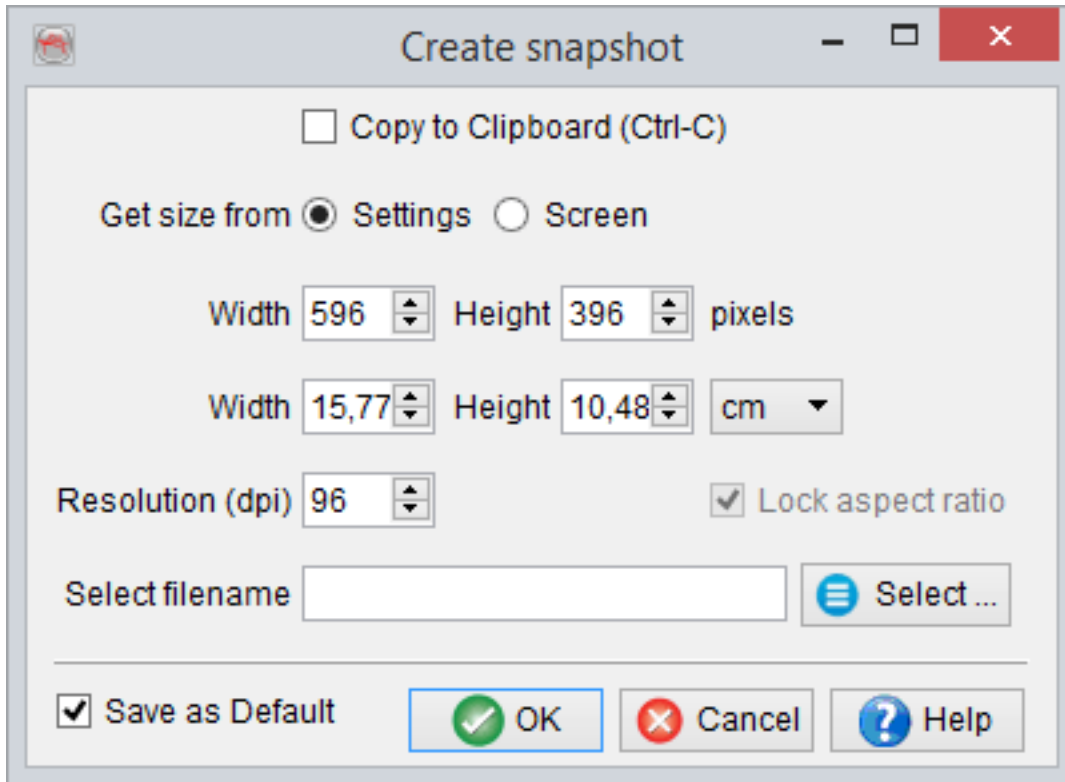 Create snapshot
Copy to Clipboard (Ctrl-C)
Get size from Settings Screen
Width 596 Height 396 pixels
Width 15,77 Height 10,48 cm
Resolution (dpi) 96 Lock aspect ratio
Select filename Select ...
Save as Default OK Cancel Help